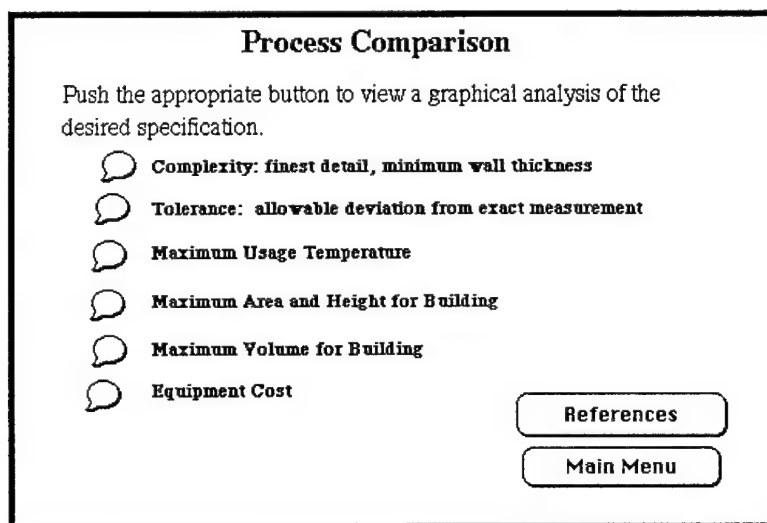 Process Comparison
Push the appropriate button to view a graphical analysis of the
desired specification.
Complexity: finest detail, minimum wall thickness
Tolerance: allowable deviation from exact measurement
Maximum Usage Temperature
Maximum Area and Height for Building
Maximum Volume for Building
Equipment Cost
References
Main Menu